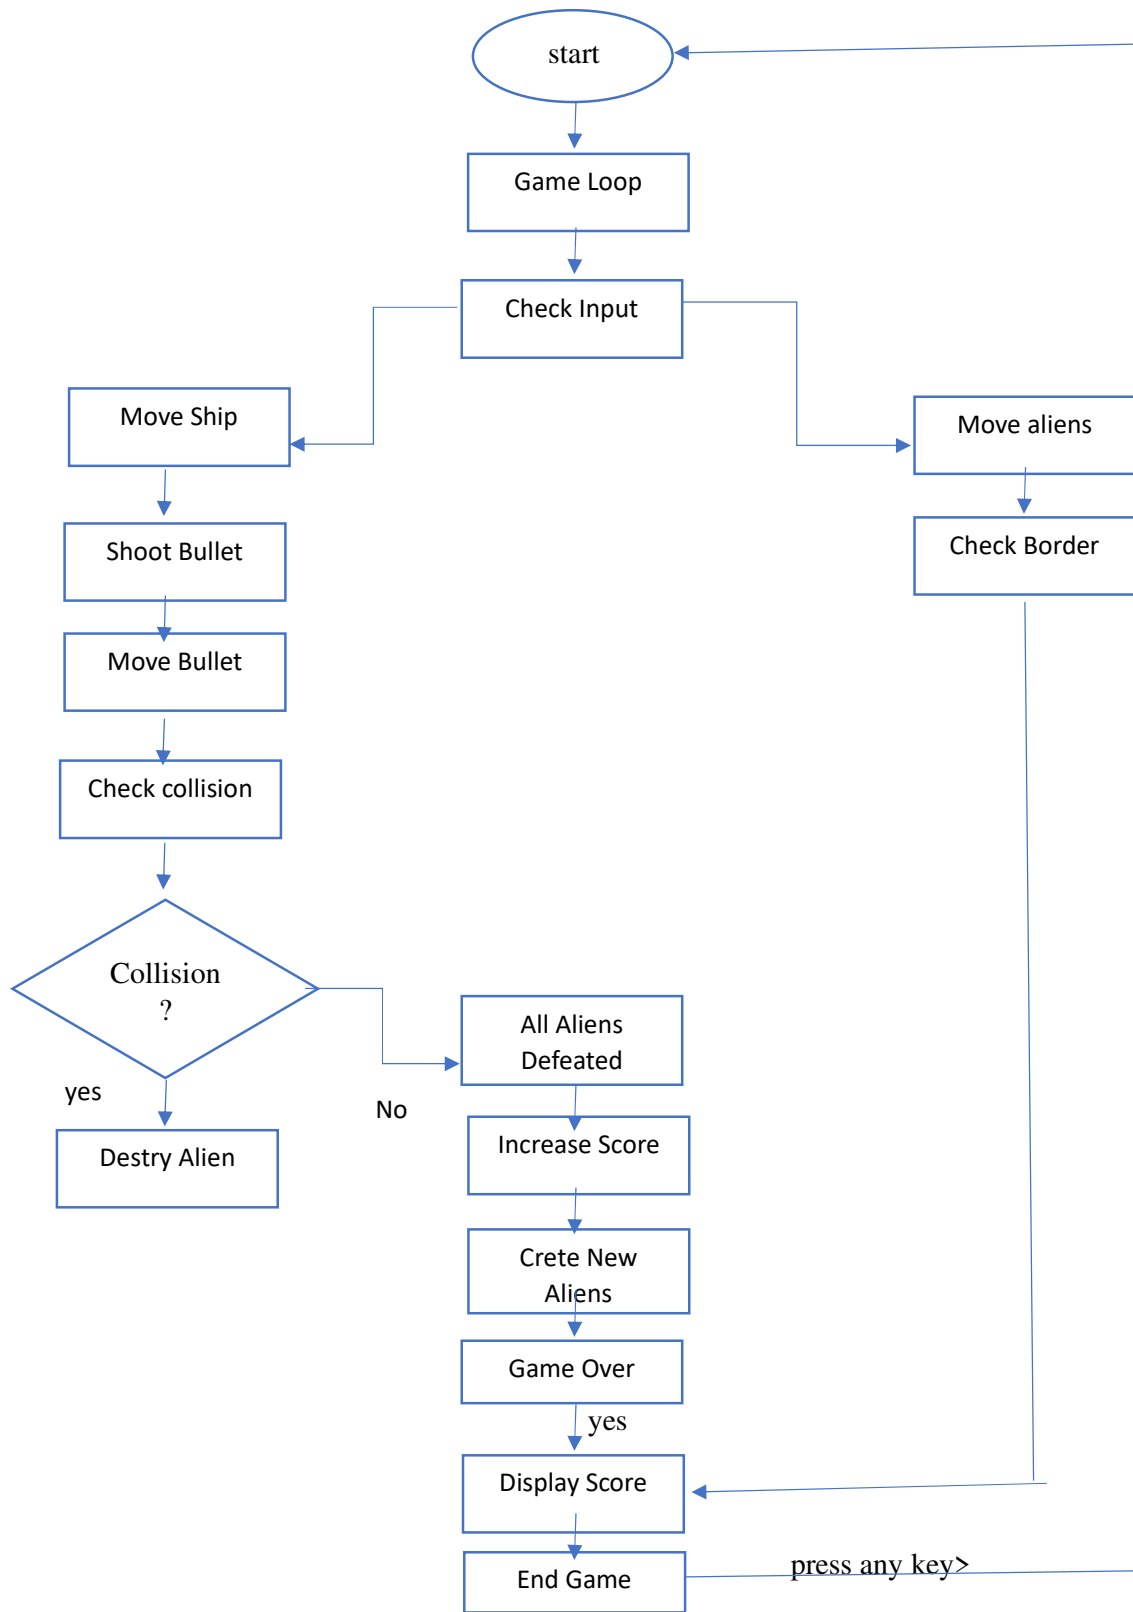 start
Game Loop
Check Input
Move Ship
Move aliens
Shoot Bullet
Check Border
Move Bullet
Check collision
Collision
?
All Aliens
Defeated
yes
No
Destry Alien
Increase Score
Crete New
Aliens
Game Over
yes
Display Score
End Game
press any key>